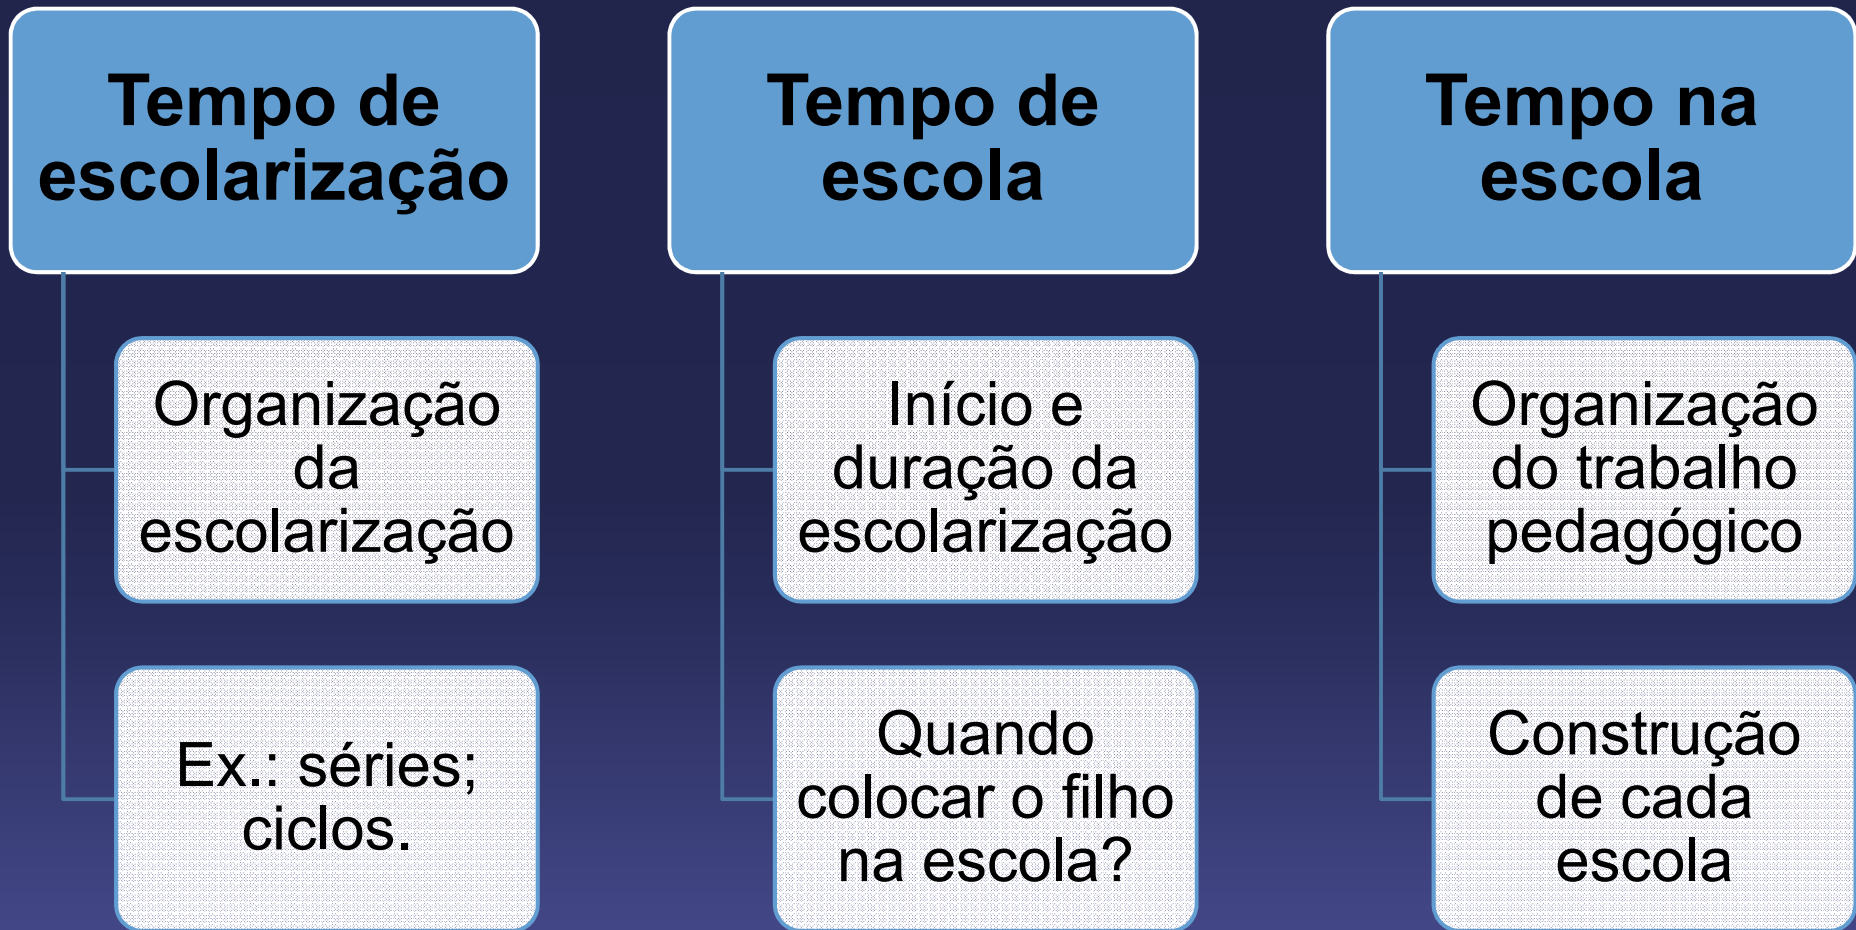 Tempo de
escolarização
Organização
da
escolarização
Ex.: séries;
ciclos.
Tempo de
escola
Início e
duração da
escolarização
Quando
colocar o filho
na escola?
Tempo na
escola
Organização
do trabalho
pedagógico
Construção
de cada
escola